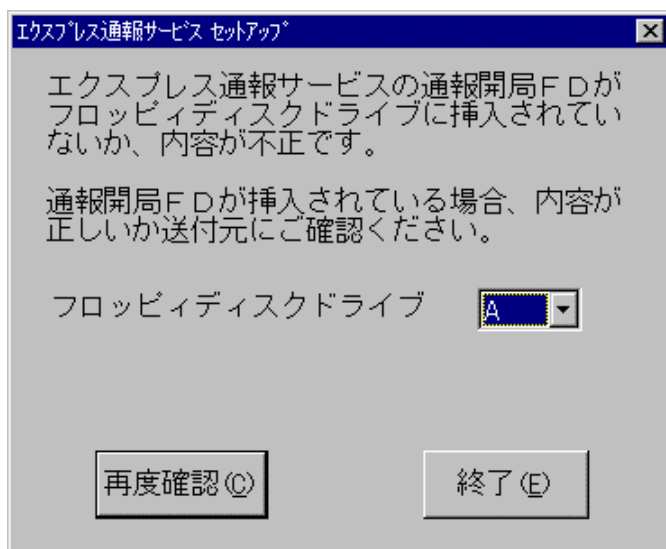 ｴｸｽﾌﾟﾚｽ通報ｻｰﾋﾞｽ ｾｯﾄｱｯﾌﾟ
エクスプレス通報サービスの通報開局ＦＤが
フロッピィディスクドライブに挿入されてい
ないか、内容が不正です。
通報開局ＦＤが挿入されている場合、内容が
正しいか送付元にご確認ください。
フロッピィディスクドライブ A
再度確認(C) 終了(E)